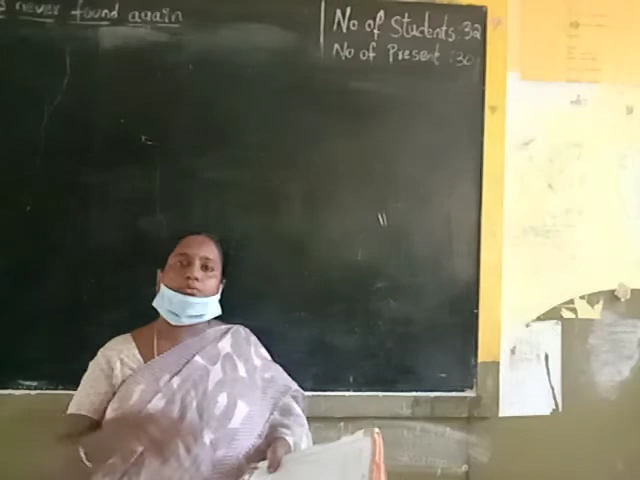 never found again
No of Students: 32
No of Present: 30